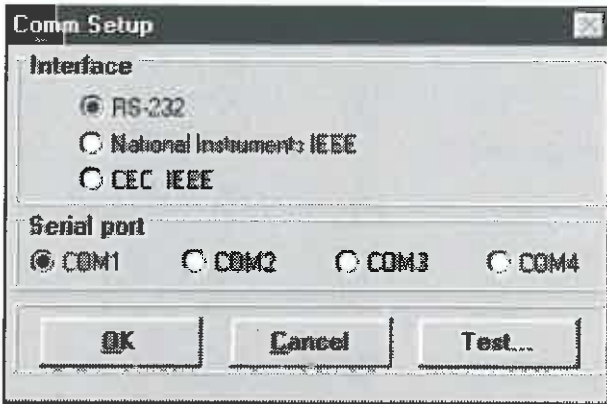 Comm Setup
Interface
RS-232
National Instruments IEEE
CEC IEEE
Serial port
COM1 COM2 COM3 COM4
OK Cancel Test...